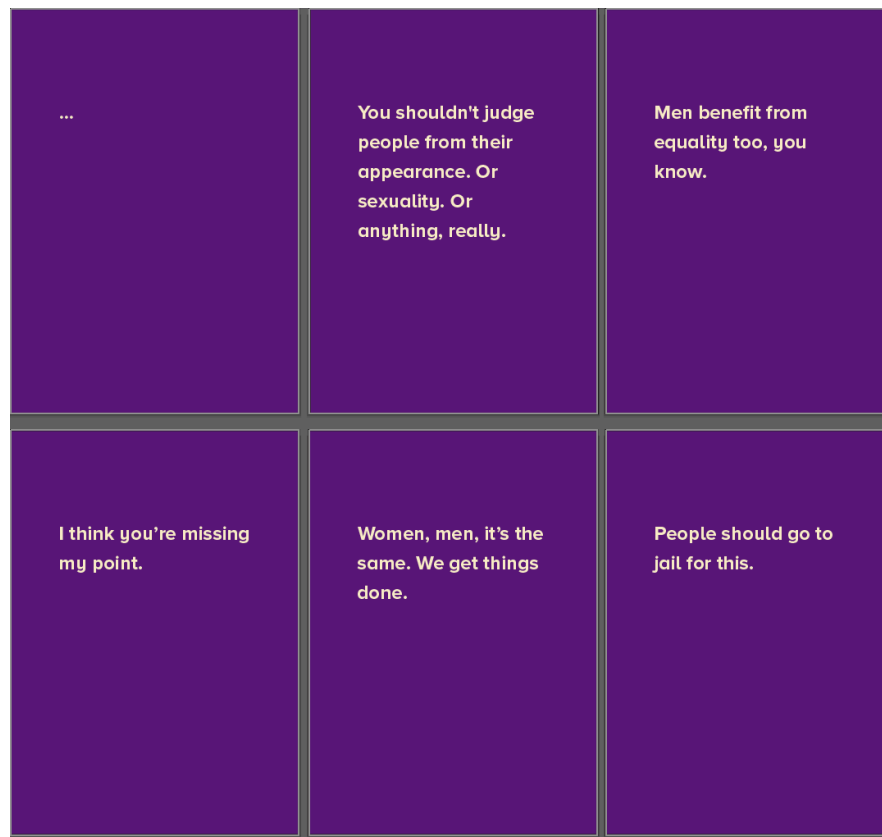 ...
You shouldn't judge
people from their
appearance. Or
sexuality. Or
anything, really.
Men benefit from
equality too, you
know.
I think you’re missing
my point.
Women, men, it’s the
same. We get things
done.
People should go to
jail for this.